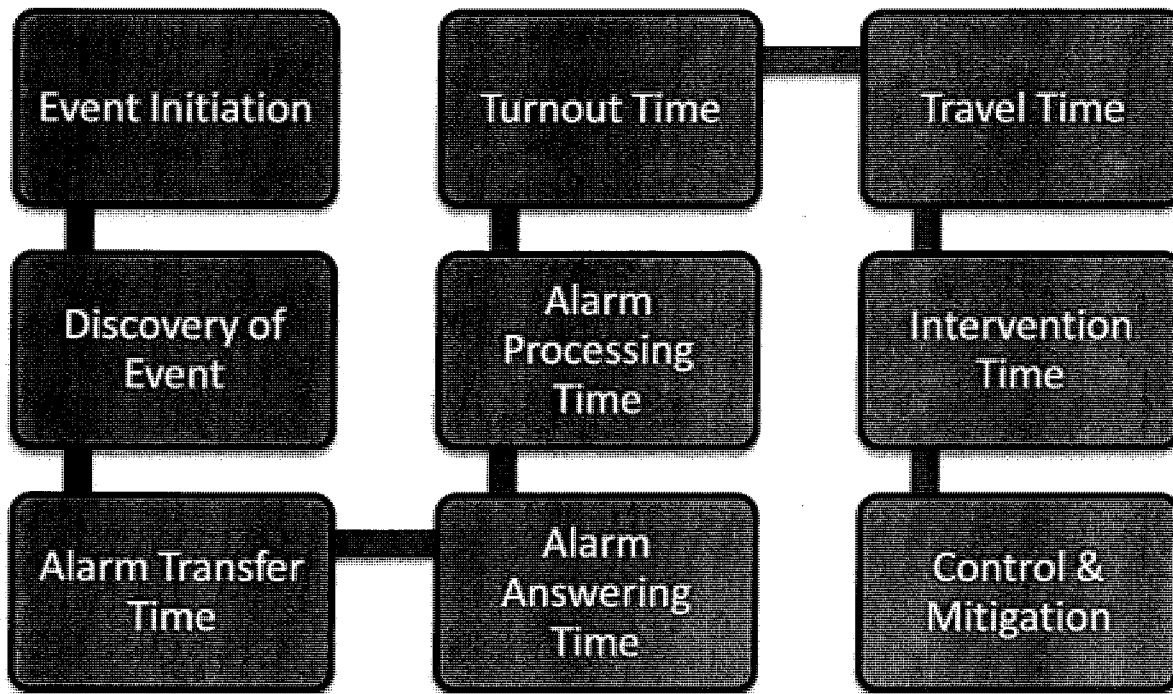 Event Initiation
Discovery of
Event
Alarm Transfer
Time
Alarm
Answering
Time
Alarm
Processing
Time
Turnout Time
Travel Time
Intervention
Time
Control &
Mitigation